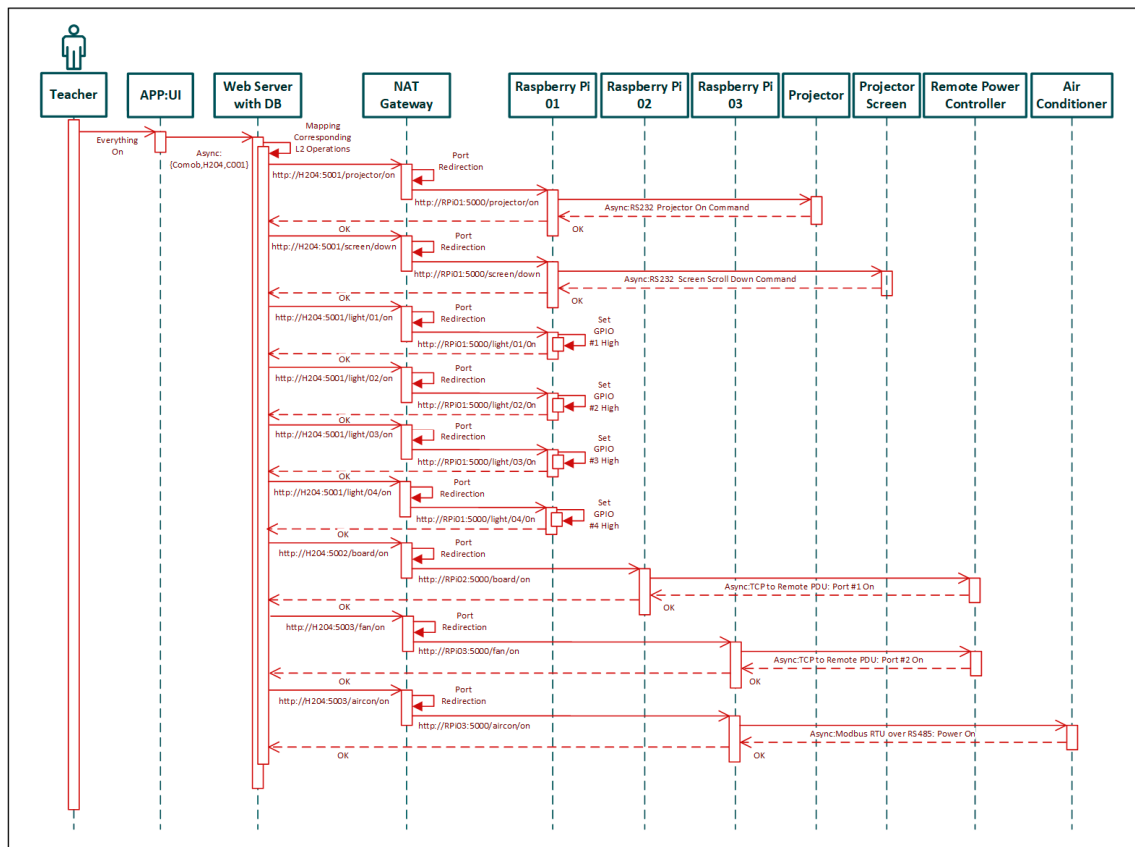 Teacher
APP:UI
Web Server
with DB
NAT
Gateway
Raspberry Pi
01
Raspberry Pi
02
Raspberry Pi
03
Projector
Projector
Screen
Remote Power
Controller
Air
Conditioner
Everything
On
Async:
{Comob,H204,C001}
Mapping
Corresponding
L2 Operations
http://H204:5001/projector/on
Port
Redirection
http://RPi01:5000/projector/on
Async:RS232 Projector On Command
OK
OK
http://H204:5001/screen/down
Port
Redirection
http://RPi01:5000/screen/down
Async:RS232 Screen Scroll Down Command
OK
OK
http://H204:5001/light/01/on
Port
Redirection
http://RPi01:5000/light/01/0n
Set
GPIO
#1 High
OK
http://H204:5001/light/02/on
Port
Redirection
http://RPi01:5000/light/02/0n
Set
GPIO
#2 High
OK
http://H204:5001/light/03/on
Port
Redirection
http://RPi01:5000/light/03/0n
Set
GPIO
#3 High
OK
http://H204:5001/light/04/on
Port
Redirection
http://RPi01:5000/light/04/0n
Set
GPIO
#4 High
OK
http://H204:5002/board/on
Port
Redirection
http://RPi02:5000/board/on
Async:TCP to Remote PDU: Port #1 On
OK
OK
http://H204:5003/fan/on
Port
Redirection
http://RPi03:5000/fan/on
Async:TCP to Remote PDU: Port #2 On
OK
OK
http://H204:5003/aircon/on
Port
Redirection
http://RPi03:5000/aircon/on
Async:Modbus RTU over RS485: Power On
OK
OK